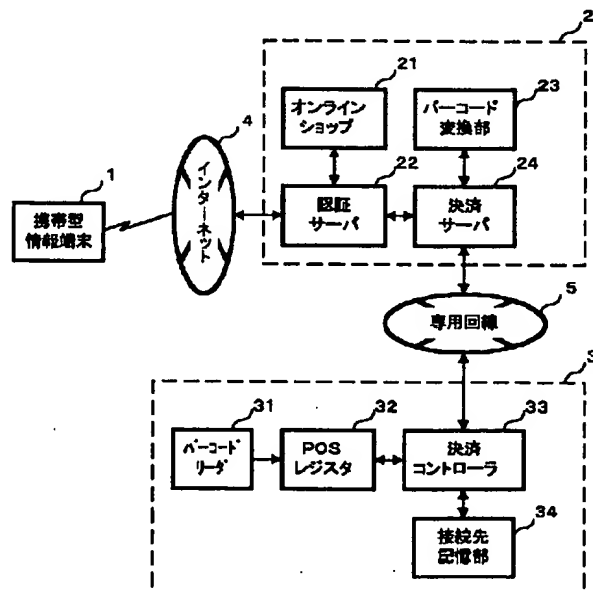 2
21
オンライン
ショップ
23
バーコード
変換部
4
インターネット
22
認証
サーバ
24
決済
サーバ
1
携帯型
情報端末
5
専用回線
3
31
バーコード
リーダ
32
POS
レジスタ
33
決済
コントローラ
34
接続先
記憶部